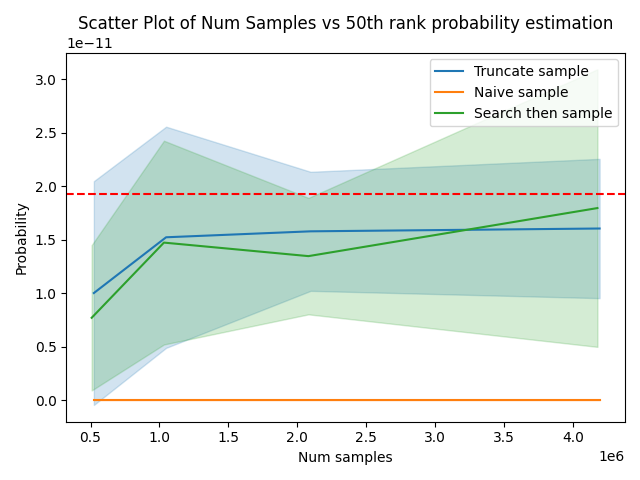 Scatter Plot of Num Samples vs 50th rank probability estimation
1e−11
Truncate sample
Naive sample
Search then sample
3.0
2.5
2.0
1.5
1.0
0.5
0.0
Probability
0.5 1.0 1.5 2.0 2.5 3.0 3.5 4.0
Num samples
1e6